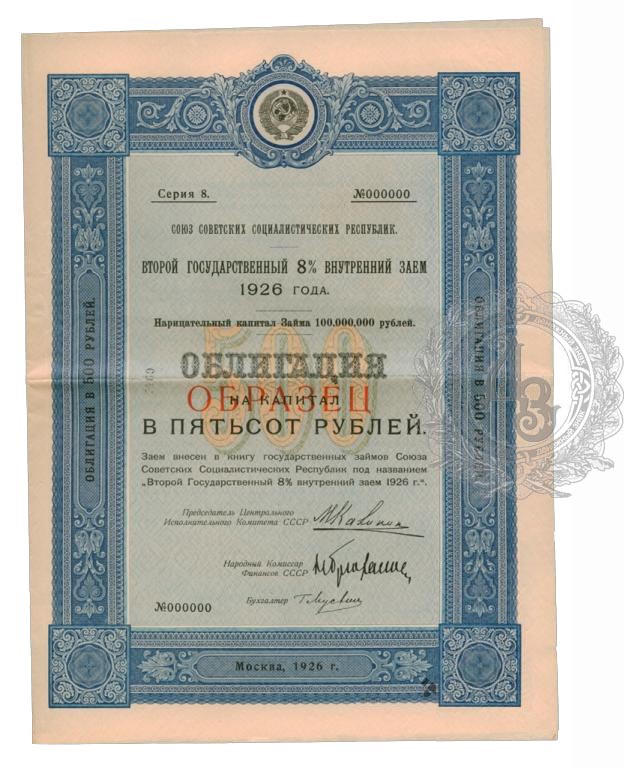 Серия 8. №000000
СОЮЗ СОВЕТСКИХ СОЦИАЛИСТИЧЕСКИХ РЕСПУБЛИК.
ВТОРОЙ ГОСУДАРСТВЕННЫЙ 8% ВНУТРЕННИЙ ЗАЕМ
1926 ГОДА.
Нарицательный капитал Займа 100.000.000 рублей.
500
ОБЛИГАЦИЯ
ОБРАЗЕЦ
НА КАПИТАЛ
В ПЯТЬСОТ РУБЛЕЙ.
Заем внесен в книгу государственных займов Союза
Советских Социалистических Республик под названием
„Второй Государственный 8% внутренний заем 1926 г.“.
Председатель Центрального
Исполнительного Комитета СССР М Калинин
Народный Комиссар
Финансов СССР
Бухгалтер
№000000
Москва, 1926 г.
ОБЛИГАЦИЯ В 500 РУБЛЕЙ.
ОБЛИГАЦИЯ В 500 РУБЛЕЙ.